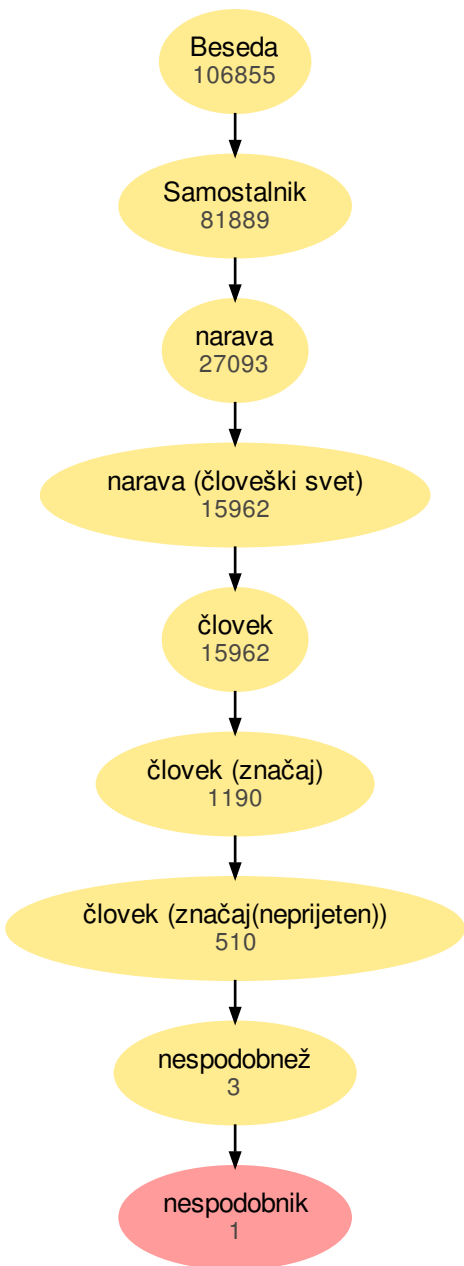 Beseda
106855
Samostalnik
81889
narava
27093
narava (človeški svet)
15962
človek
15962
človek (značaj)
1190
človek (značaj(neprijeten))
510
nespodobnež
3
nespodobnik
1